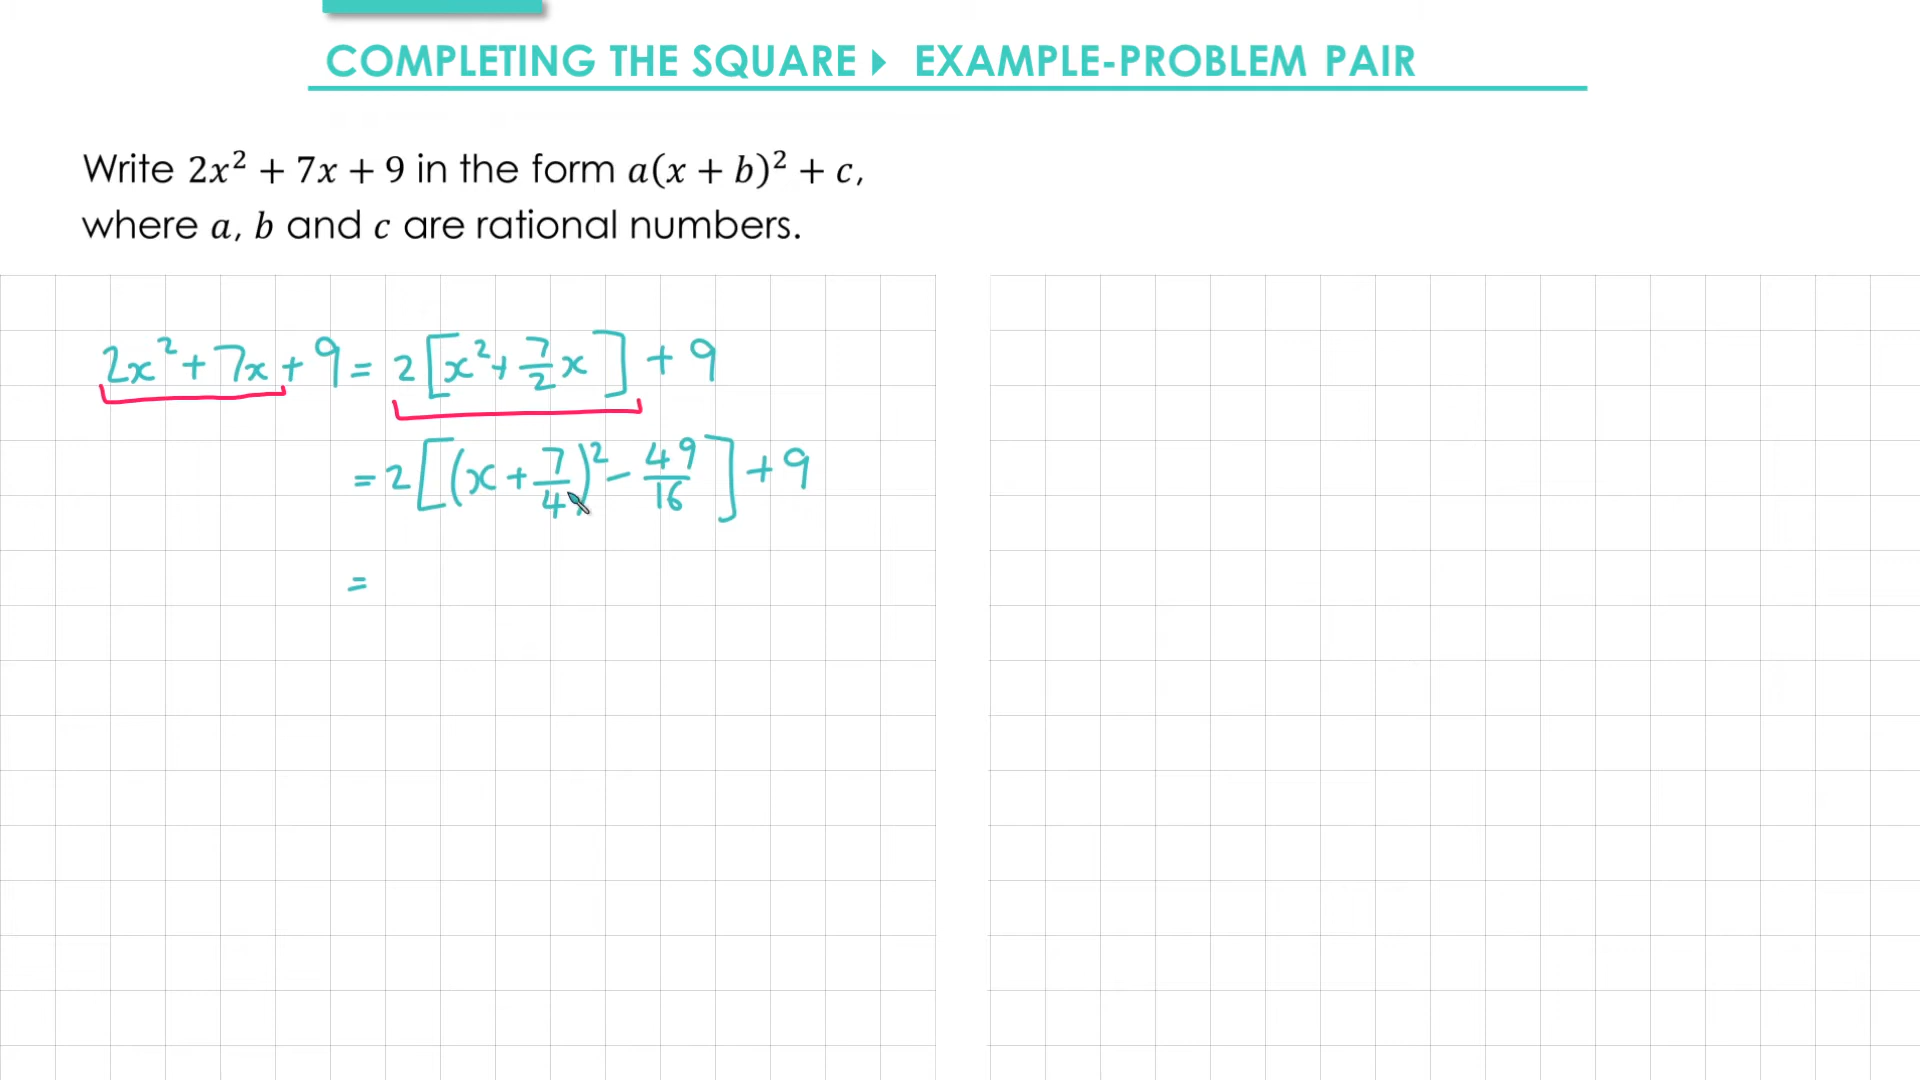 COMPLETING THE SQUARE ▸ EXAMPLE-PROBLEM PAIR
Write 2x² + 7x + 9 in the form a(x + b)² + c,
where a, b and c are rational numbers.
2x² + 7x + 9 = 2[x² + 7/2 x] + 9
= 2[(x + 7/4)² − 49/16] + 9
=